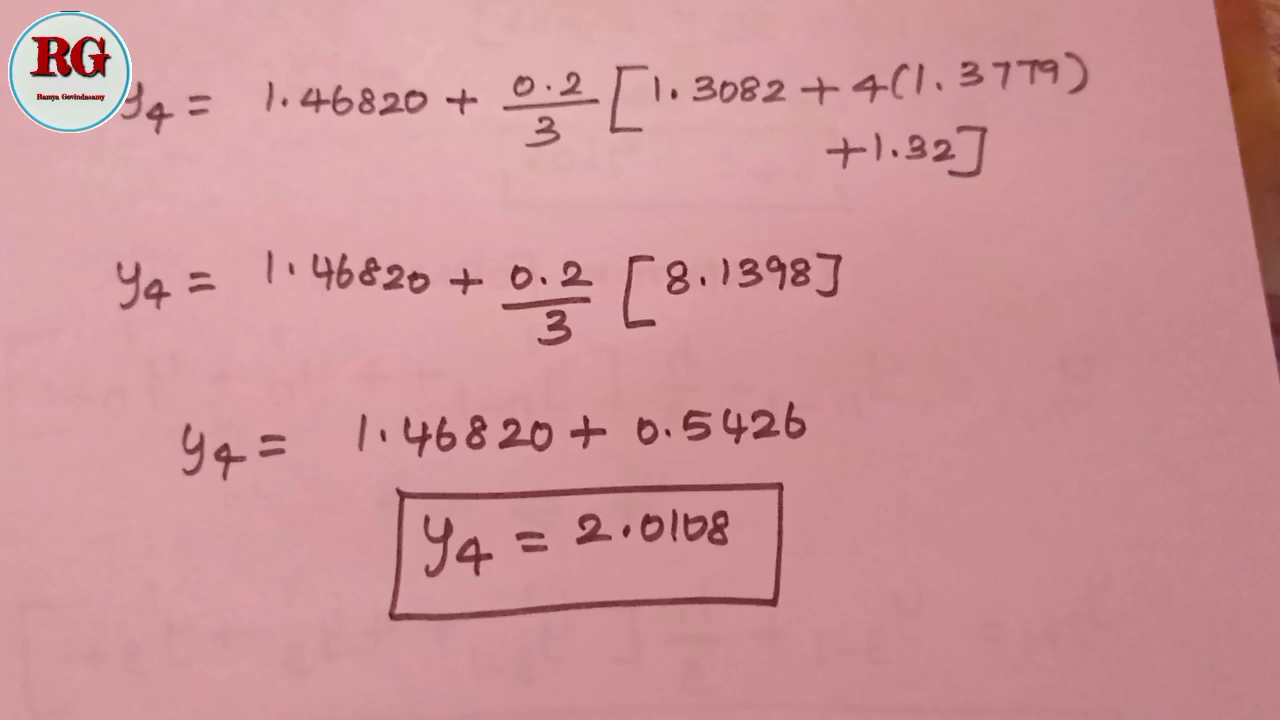 RG
Ramya Govindasamy
y₄ = 1.46820 + 0.2/3 [1.3082 + 4(1.3779)
+1.32]
y₄ = 1.46820 + 0.2/3 [8.1398]
y₄ = 1.46820 + 0.5426
y₄ = 2.0108